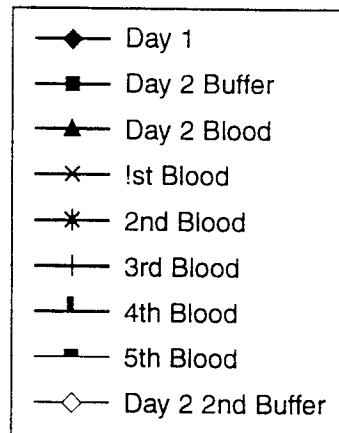 Day 1
Day 2 Buffer
Day 2 Blood
!st Blood
2nd Blood
3rd Blood
4th Blood
5th Blood
Day 2 2nd Buffer